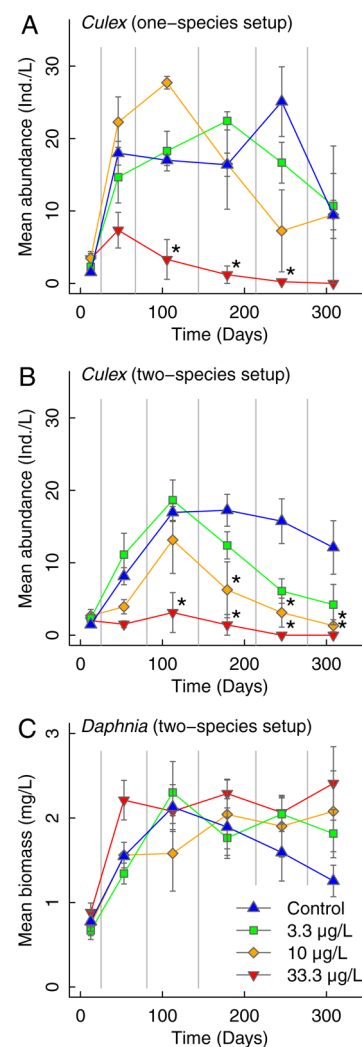 A
Culex (one−species setup)
Mean abundance (Ind./L)
30
20
10
0
*
*
*
0
100
200
300
Time (Days)
B
Culex (two−species setup)
Mean abundance (Ind./L)
30
20
10
0
*
*
*
*
*
*
*
0
100
200
300
Time (Days)
C
Daphnia (two−species setup)
Mean biomass (mg/L)
3
2
1
0
Control
3.3 μg/L
10 μg/L
33.3 μg/L
0
100
200
300
Time (Days)